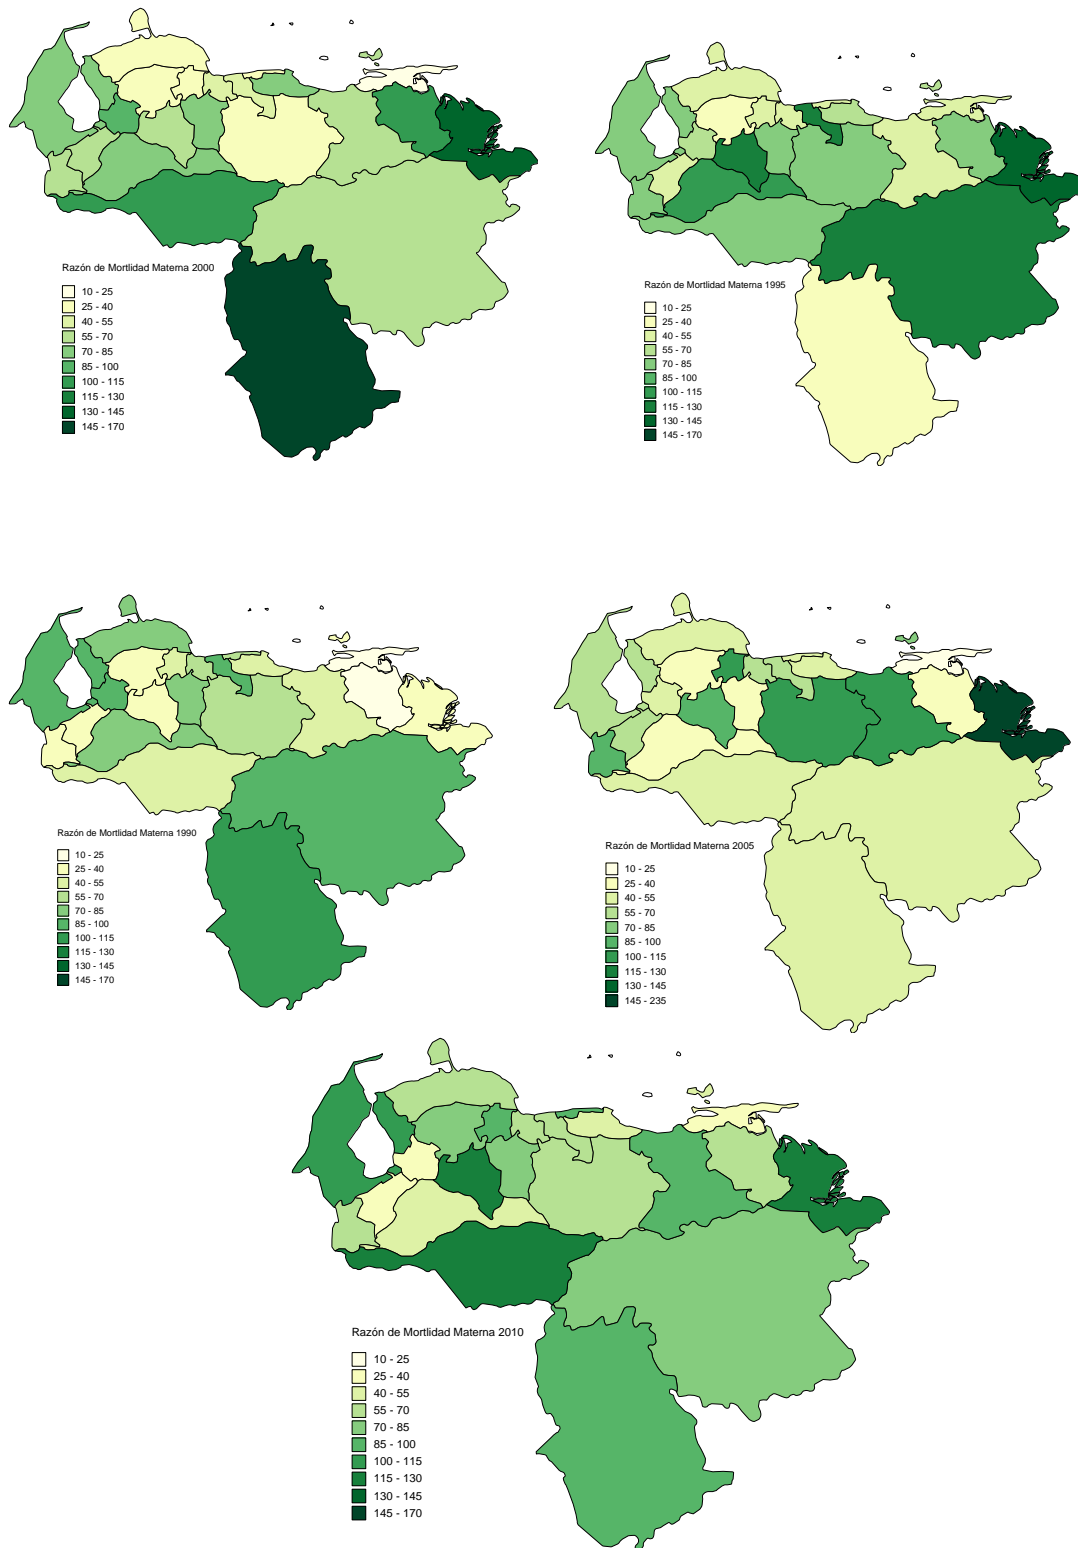 Razón de Mortlidad Materna 2000
10 - 25
25 - 40
40 - 55
55 - 70
70 - 85
85 - 100
100 - 115
115 - 130
130 - 145
145 - 170
Razón de Mortlidad Materna 1995
10 - 25
25 - 40
40 - 55
55 - 70
70 - 85
85 - 100
100 - 115
115 - 130
130 - 145
145 - 170
Razón de Mortlidad Materna 1990
10 - 25
25 - 40
40 - 55
55 - 70
70 - 85
85 - 100
100 - 115
115 - 130
130 - 145
145 - 170
Razón de Mortlidad Materna 2005
10 - 25
25 - 40
40 - 55
55 - 70
70 - 85
85 - 100
100 - 115
115 - 130
130 - 145
145 - 235
Razón de Mortlidad Materna 2010
10 - 25
25 - 40
40 - 55
55 - 70
70 - 85
85 - 100
100 - 115
115 - 130
130 - 145
145 - 170